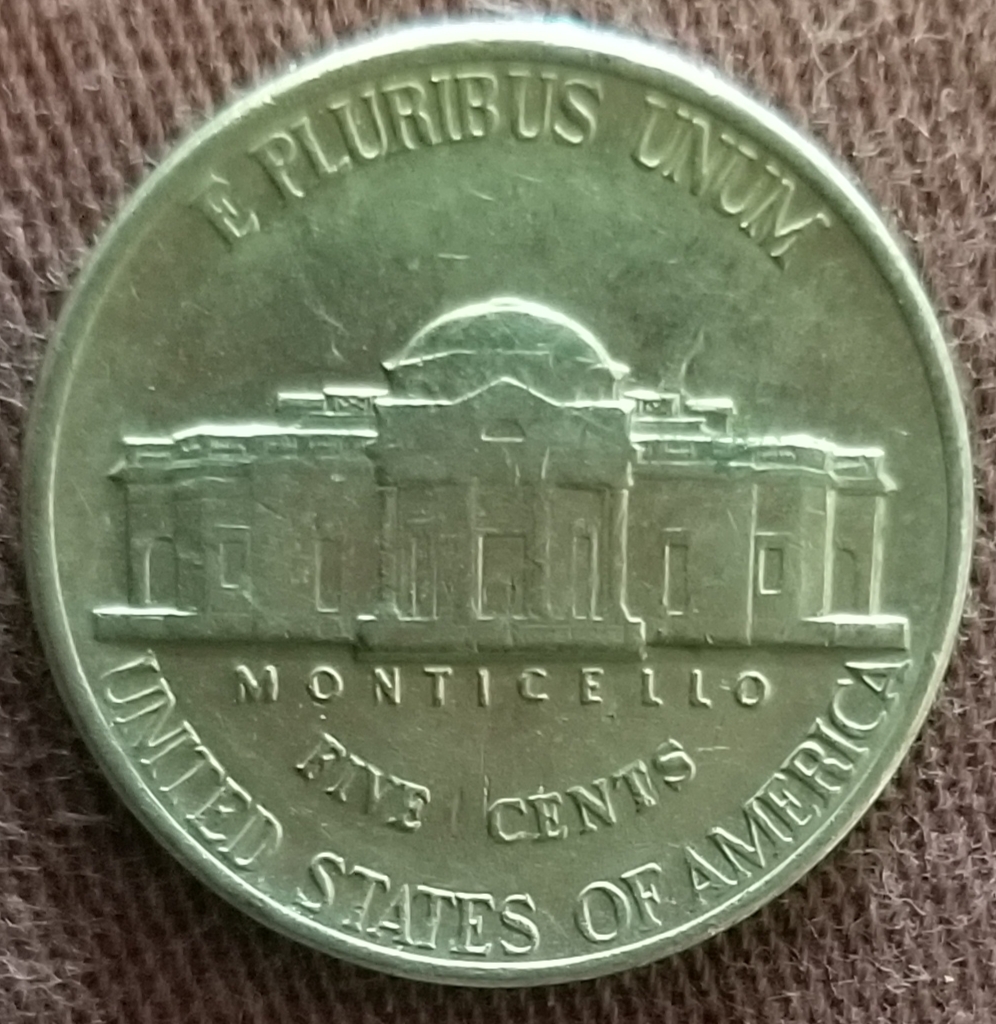 E PLURIBUS UNUM
MONTICELLO
FIVE CENTS
UNITED STATES OF AMERICA